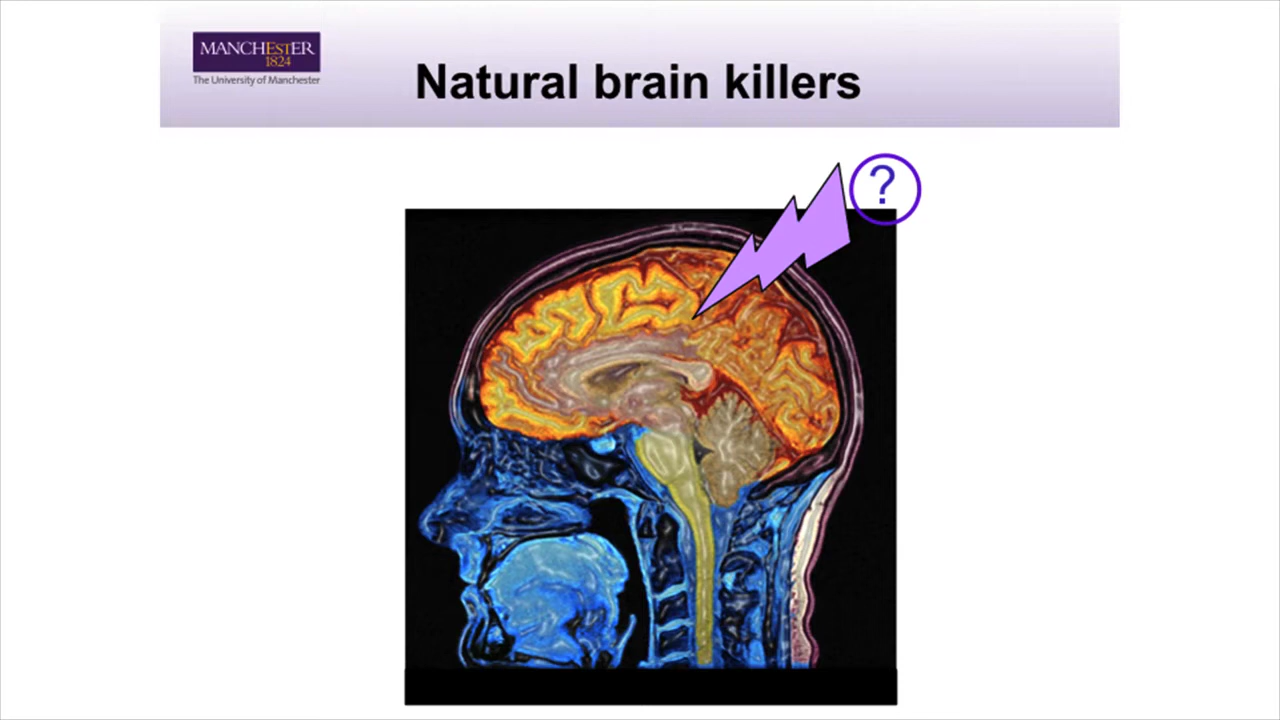 MANCHESTER
1824
The University of Manchester
Natural brain killers
?